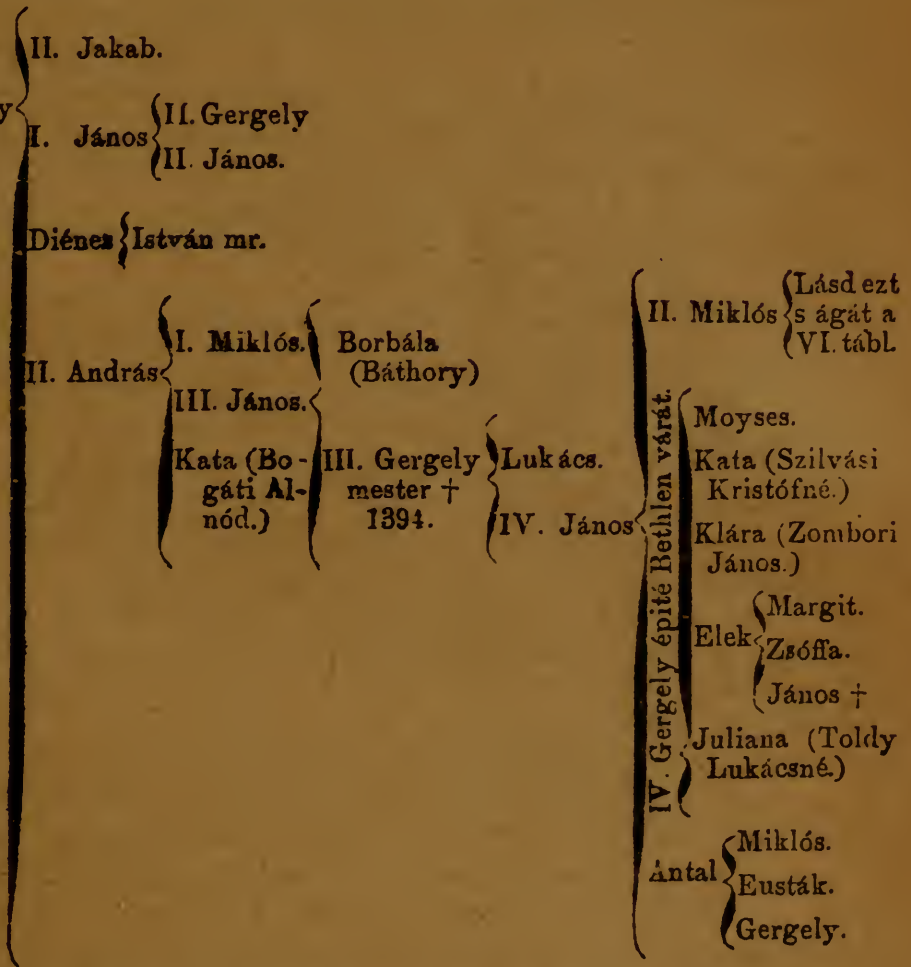 II. Jakab.
y
I. János
II. Gergely
II. János.
Diénes
István mr.
II. András
I. Miklós.
III. János.
Kata (Bo-
gáti Al-
nód.)
Borbála
(Báthory)
III. Gergely
mester †
1394.
Lukács.
IV. János
II. Miklós
Lásd ezt
s ágát a
VI. tábl.
IV. Gergely épité Bethlen várát.
Moyses.
Kata (Szilvási
Kristófné.)
Klára (Zombori
János.)
Elek
Margit.
Zsóffa.
János †
Juliana (Toldy
Lukácsné.)
Antal
Miklós.
Eusták.
Gergely.